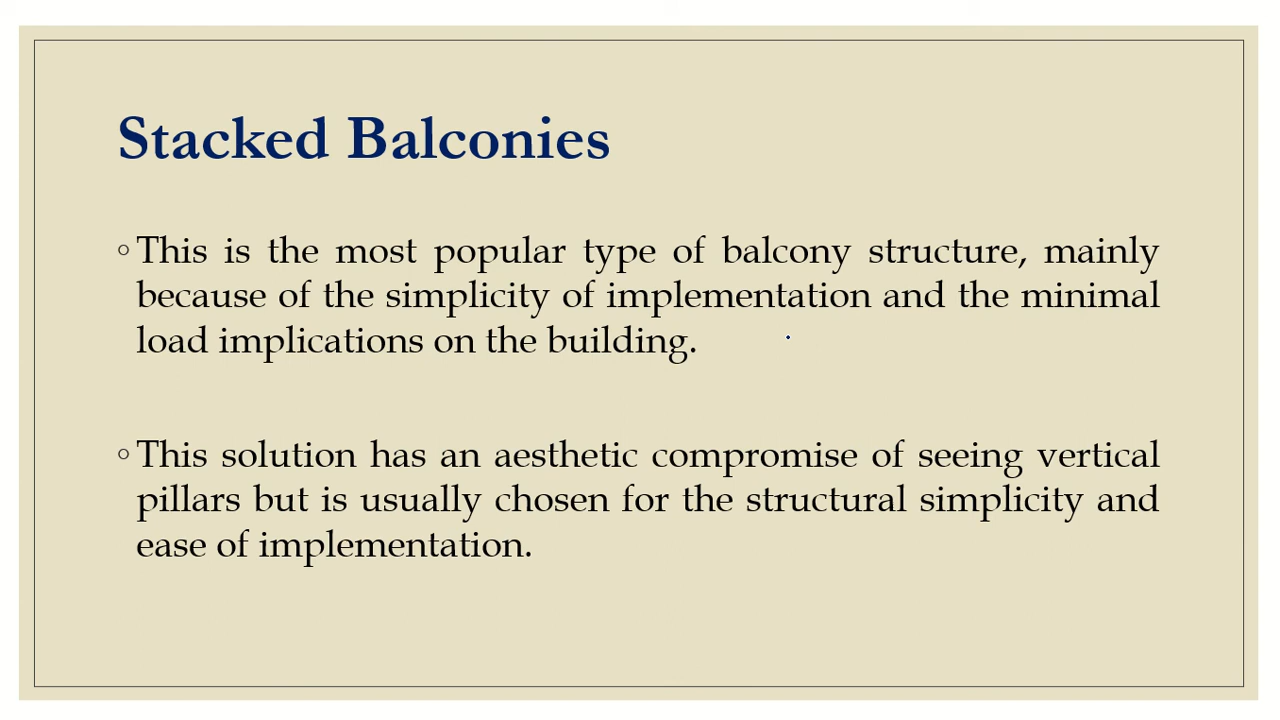 Stacked Balconies
◦ This is the most popular type of balcony structure, mainly
because of the simplicity of implementation and the minimal
load implications on the building.
◦ This solution has an aesthetic compromise of seeing vertical
pillars but is usually chosen for the structural simplicity and
ease of implementation.